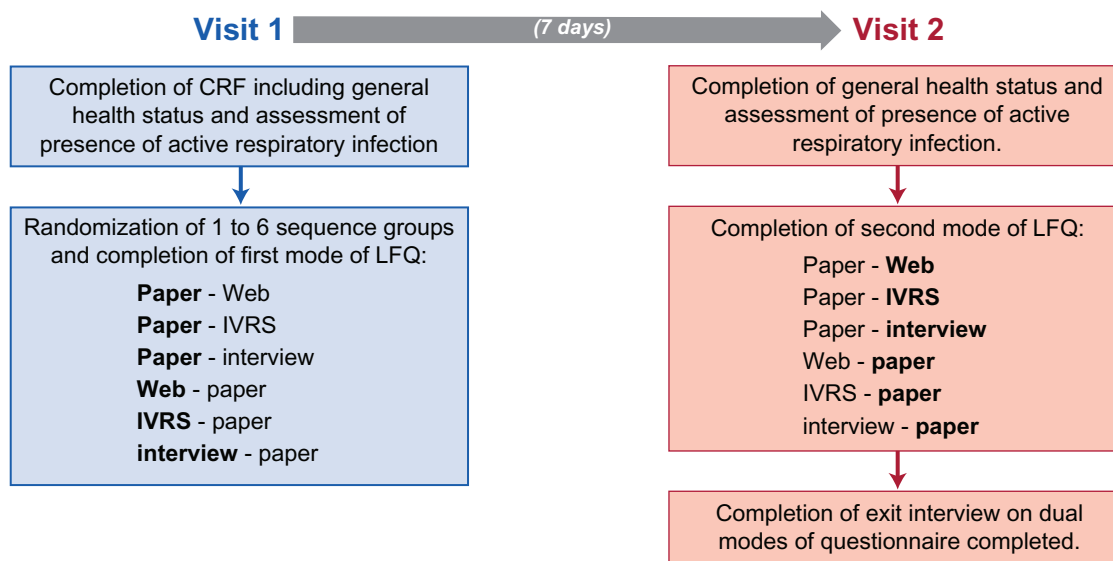 Visit 1
(7 days)
Visit 2
Completion of CRF including general
health status and assessment of
presence of active respiratory infection
Randomization of 1 to 6 sequence groups
and completion of first mode of LFQ:
Paper - Web
Paper - IVRS
Paper - interview
Web - paper
IVRS - paper
interview - paper
Completion of general health status and
assessment of presence of active
respiratory infection.
Completion of second mode of LFQ:
Paper - Web
Paper - IVRS
Paper - interview
Web - paper
IVRS - paper
interview - paper
Completion of exit interview on dual
modes of questionnaire completed.